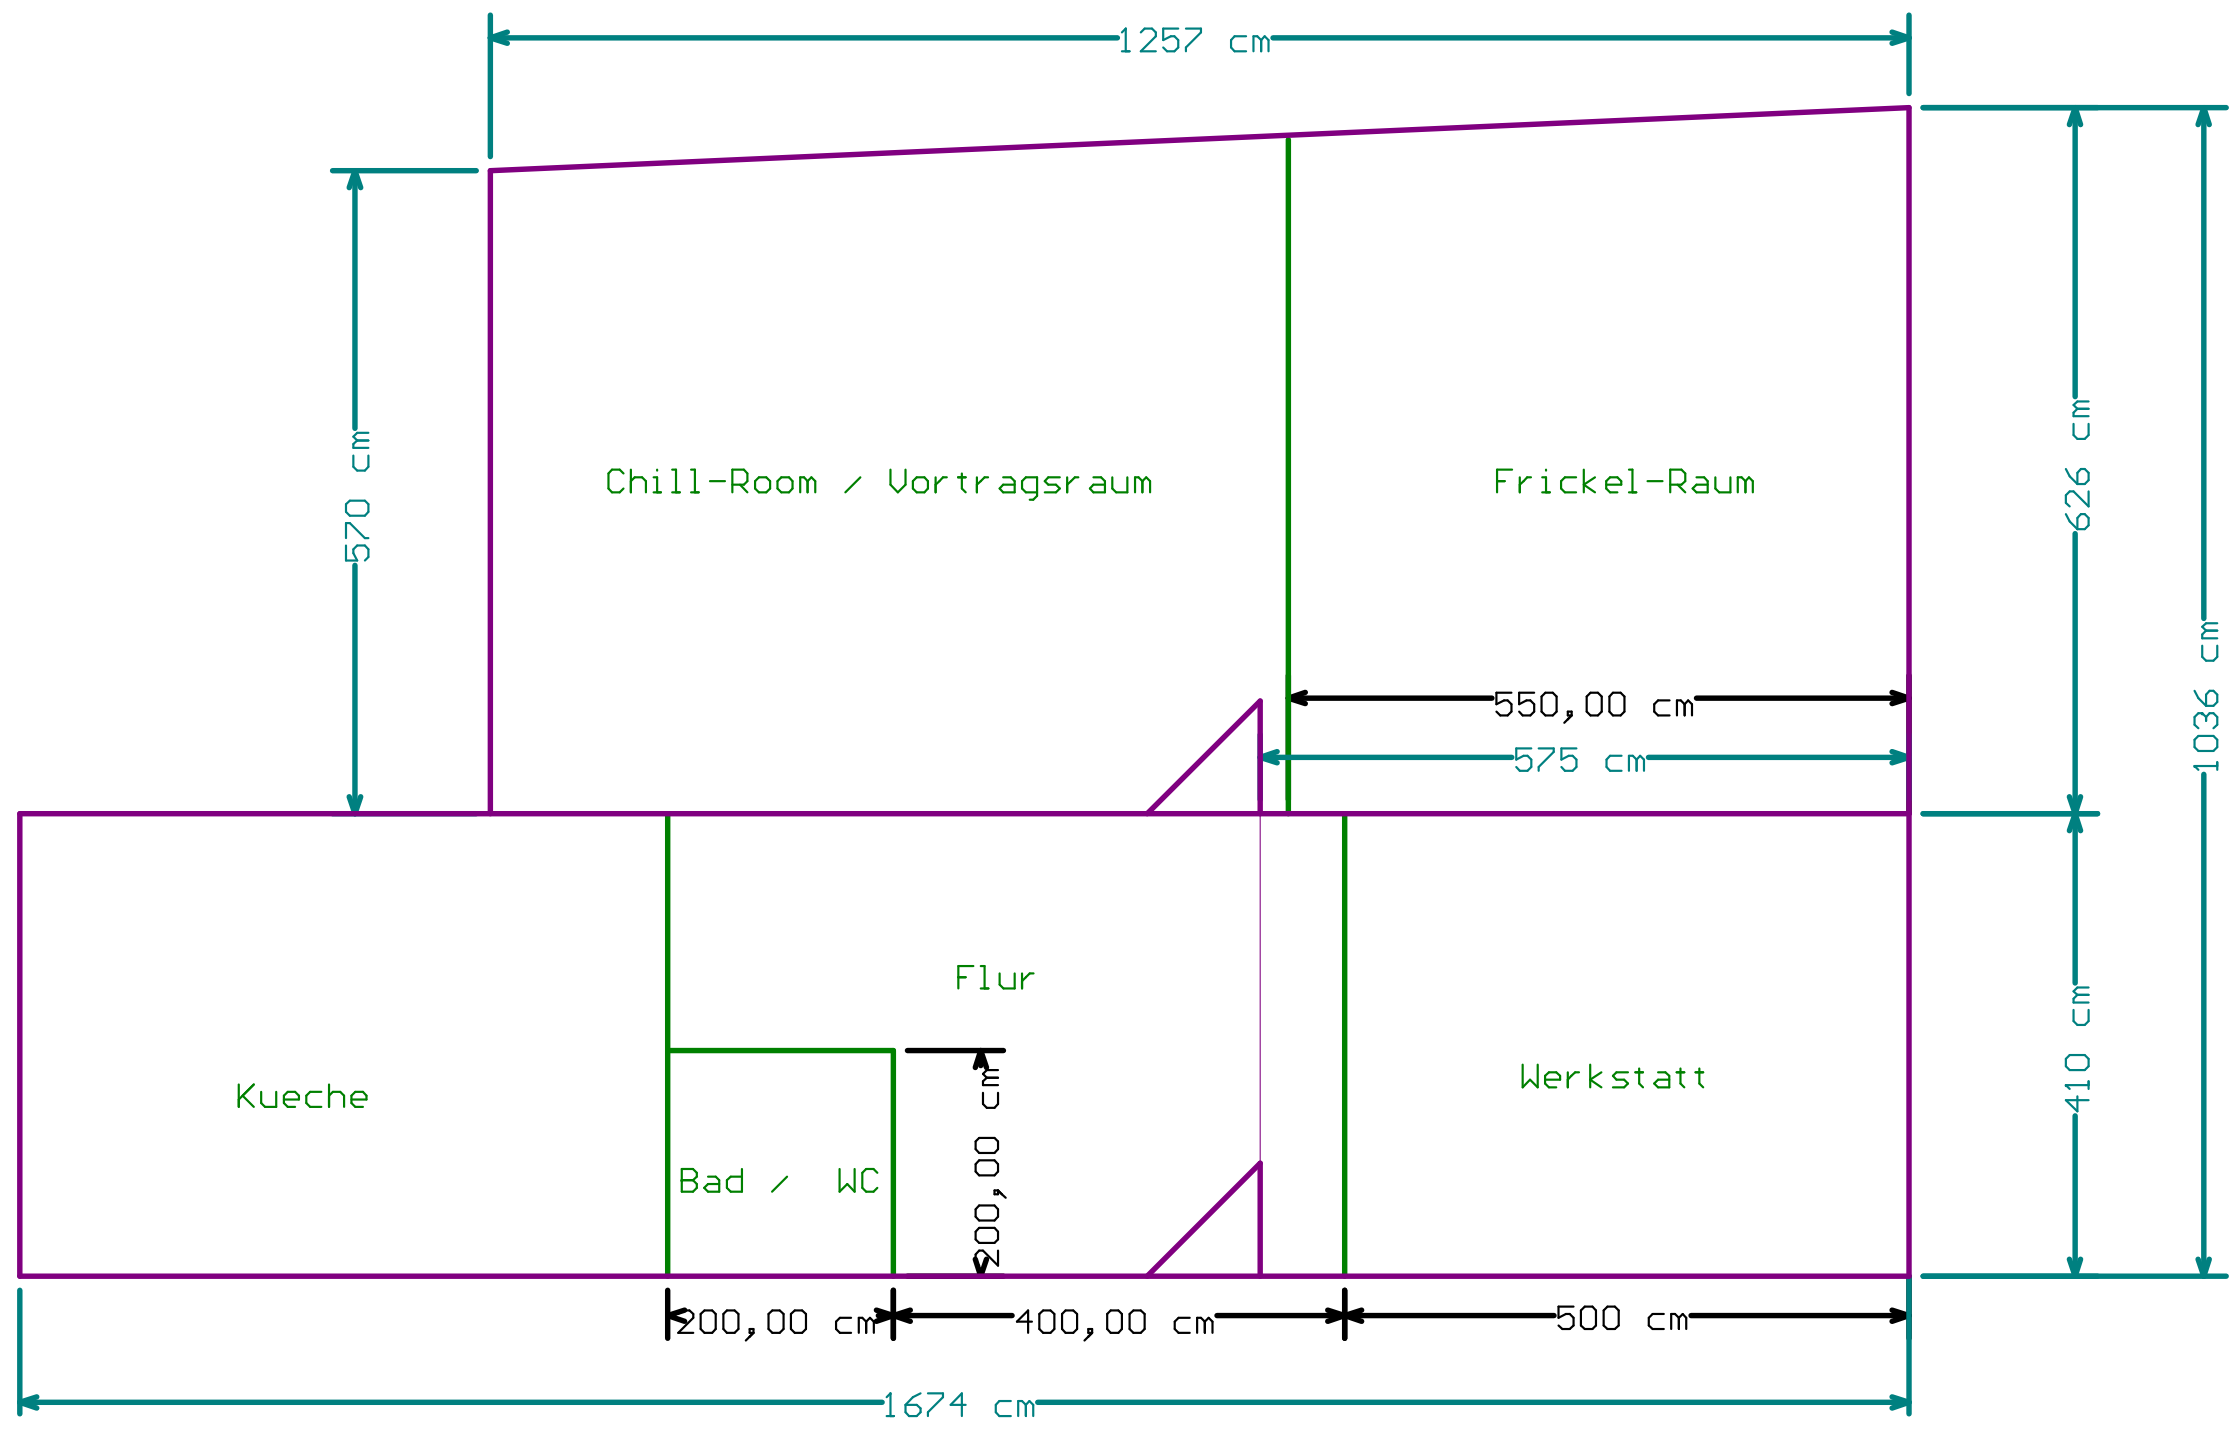 1257 cm
570 cm
626 cm
Chill-Room / Vortragsraum
Frickel-Raum
1036 cm
550,00 cm
575 cm
Flur
410 cm
Kueche
Werkstatt
Bad / WC
200,00 cm
200,00 cm
400,00 cm
500 cm
1674 cm